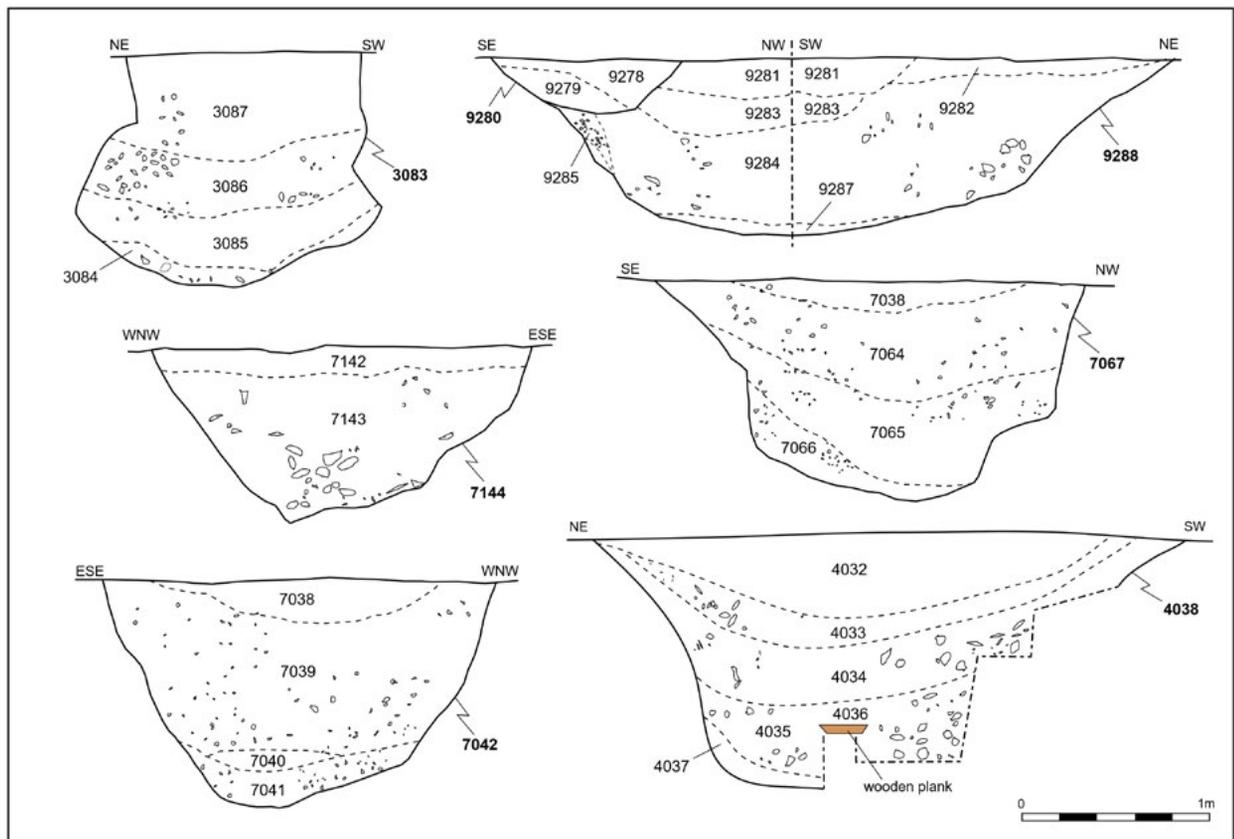 NE SW
3087
3086
3083
3085
3084
SE NW SW NE
9278 9281 9281
9279 9282
9280 9283 9283
9284 9288
9285
9287
WNW ESE
7142
7143
7144
SE NW
7038
7064
7067
7065
7066
ESE WNW
7038
7039
7042
7040
7041
NE SW
4032
4038
4033
4034
4036
4035
4037
wooden plank
0 1m